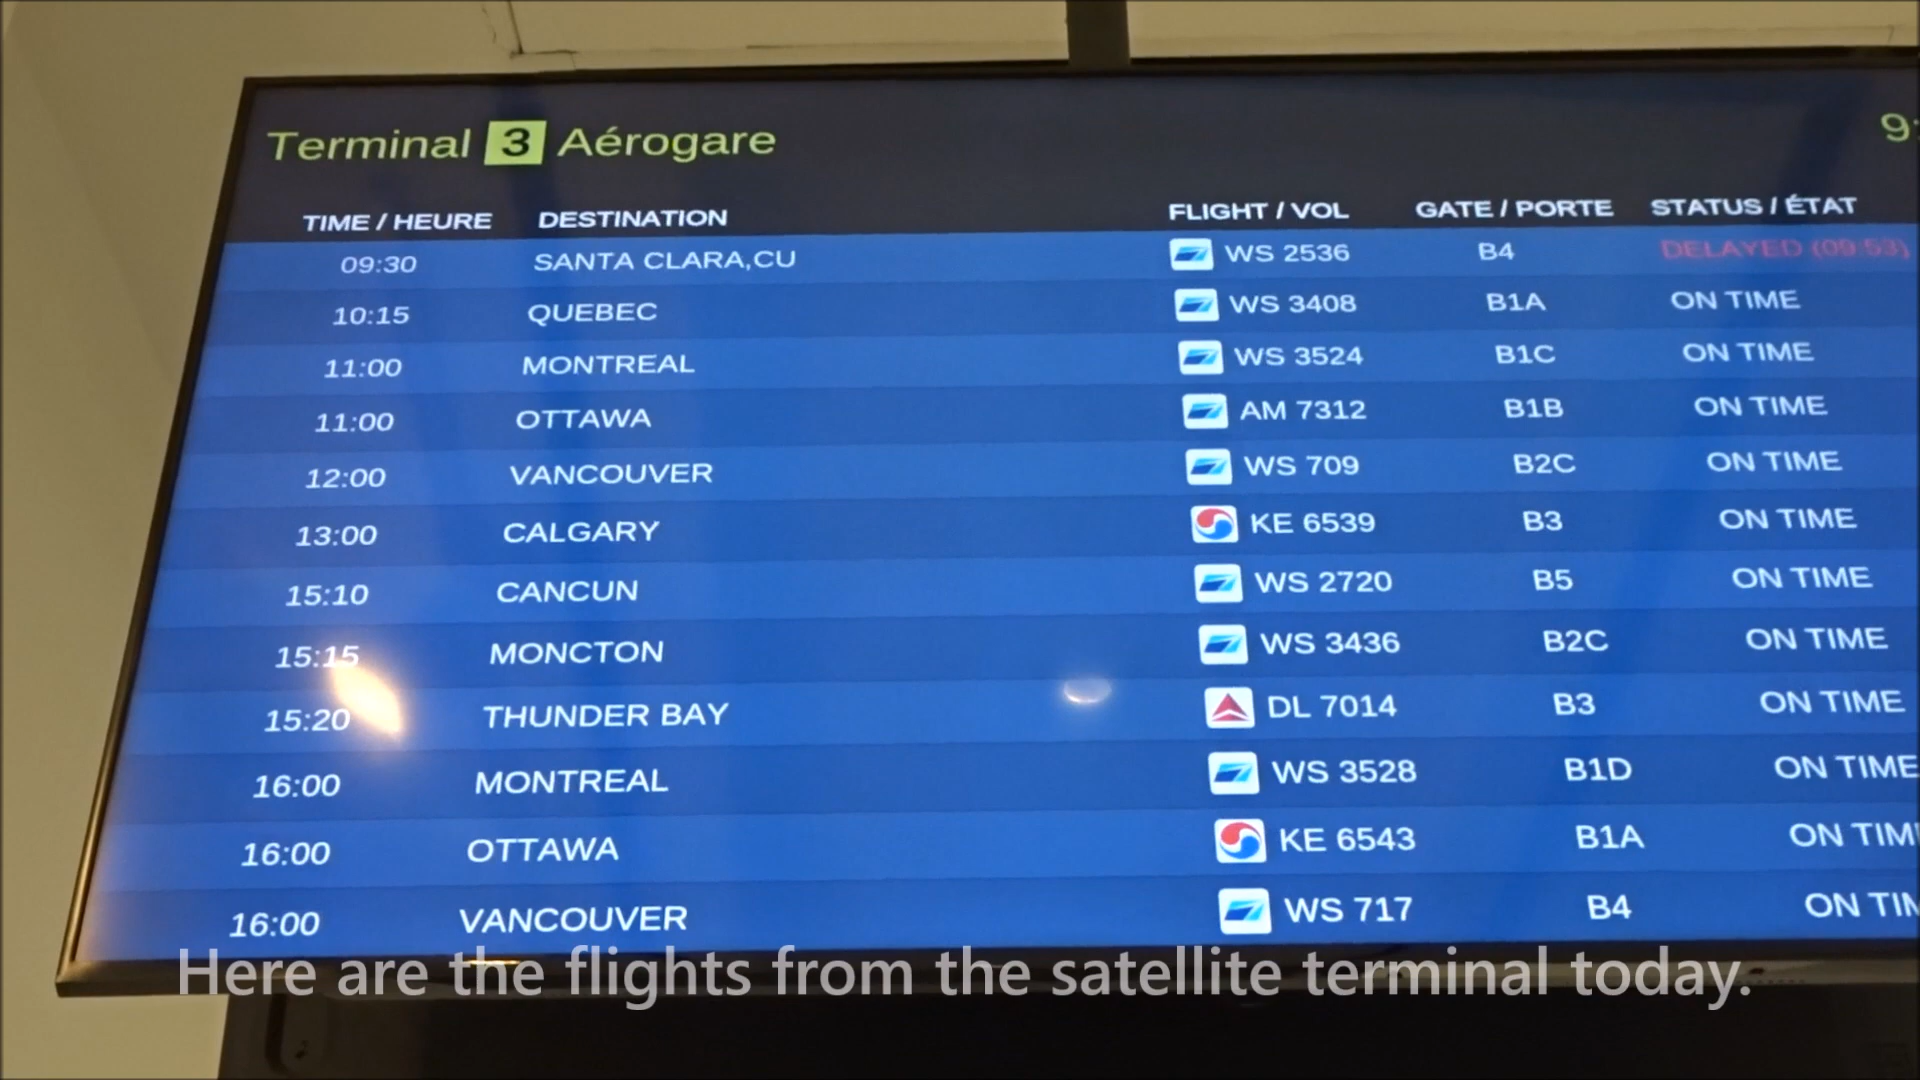 Terminal 3 Aérogare 9:
TIME / HEURE DESTINATION FLIGHT / VOL GATE / PORTE STATUS / ÉTAT
09:30 SANTA CLARA,CU WS 2536 B4 DELAYED (09:53)
10:15 QUEBEC WS 3408 B1A ON TIME
11:00 MONTREAL WS 3524 B1C ON TIME
11:00 OTTAWA AM 7312 B1B ON TIME
12:00 VANCOUVER WS 709 B2C ON TIME
13:00 CALGARY KE 6539 B3 ON TIME
15:10 CANCUN WS 2720 B5 ON TIME
15:15 MONCTON WS 3436 B2C ON TIME
15:20 THUNDER BAY DL 7014 B3 ON TIME
16:00 MONTREAL WS 3528 B1D ON TIME
16:00 OTTAWA KE 6543 B1A ON TIM
16:00 VANCOUVER WS 717 B4 ON TIM
Here are the flights from the satellite terminal today.